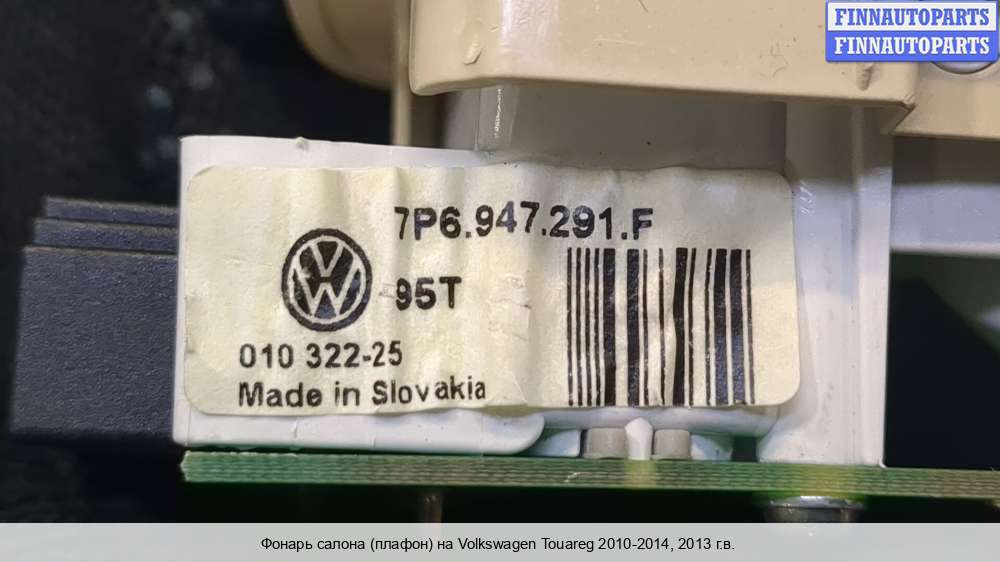 FINNAUTOPARTS
FINNAUTOPARTS
7P6.947.291.F
95T
010 322-25
Made in Slovakia
Фонарь салона (плафон) на Volkswagen Touareg 2010-2014, 2013 г.в.